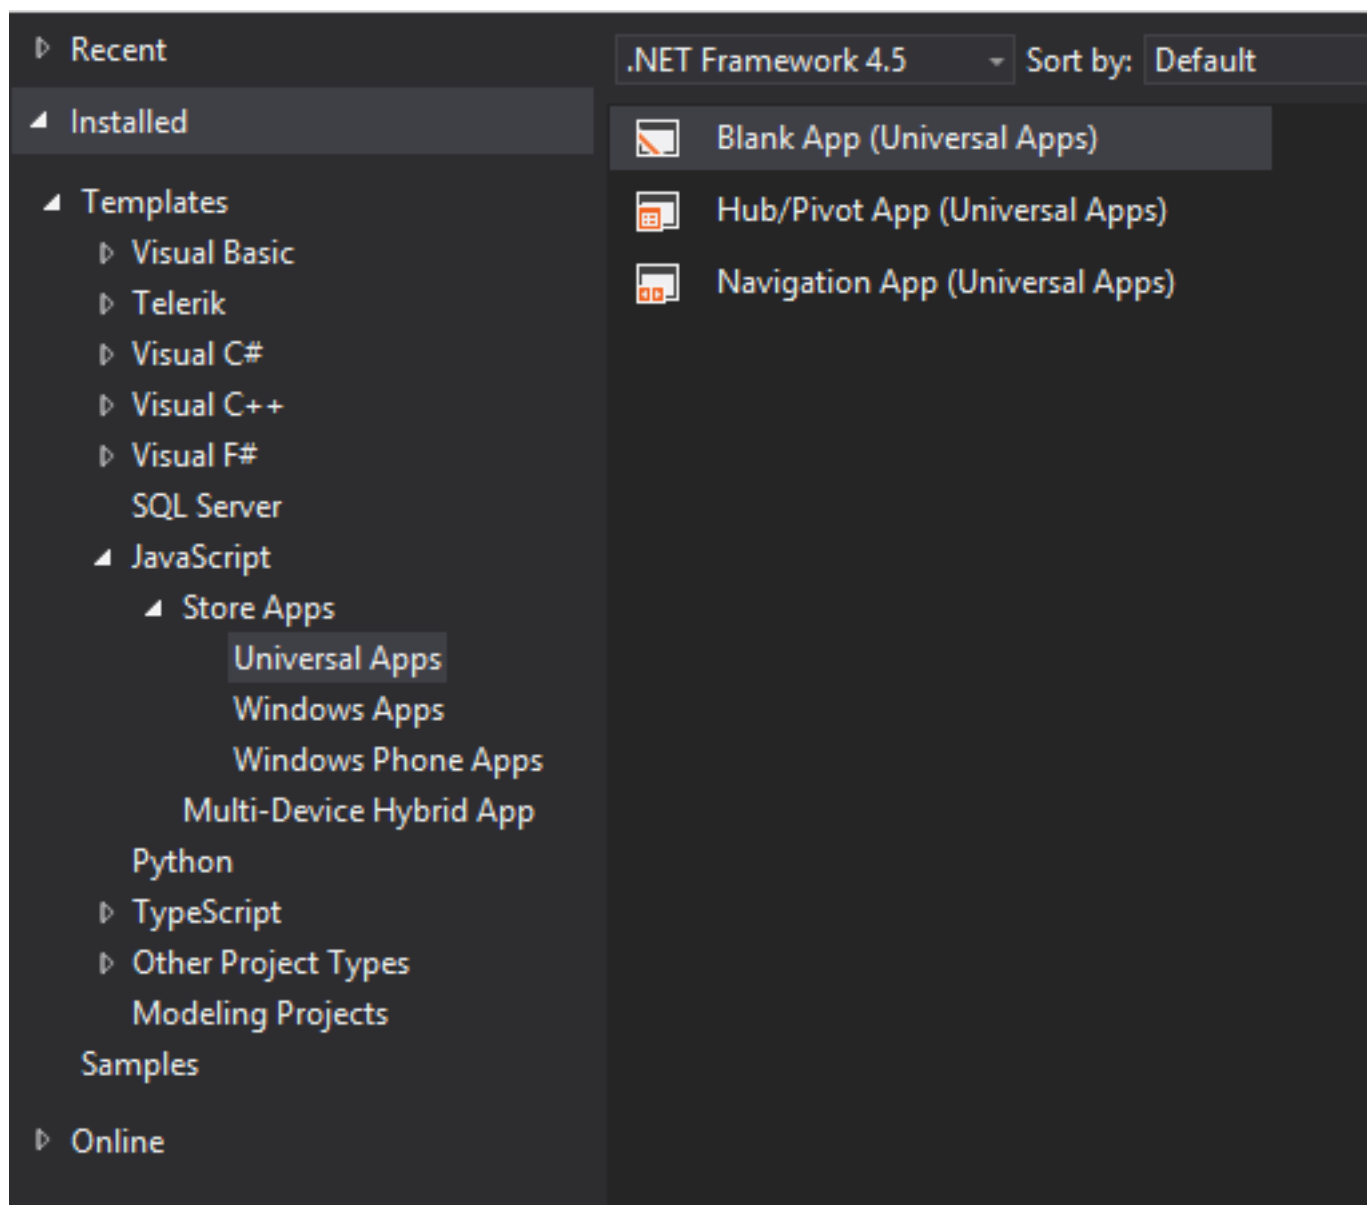 Recent
Installed
Templates
Visual Basic
Telerik
Visual C#
Visual C++
Visual F#
SQL Server
JavaScript
Store Apps
Universal Apps
Windows Apps
Windows Phone Apps
Multi-Device Hybrid App
Python
TypeScript
Other Project Types
Modeling Projects
Samples
Online
.NET Framework 4.5 Sort by: Default
Blank App (Universal Apps)
Hub/Pivot App (Universal Apps)
Navigation App (Universal Apps)